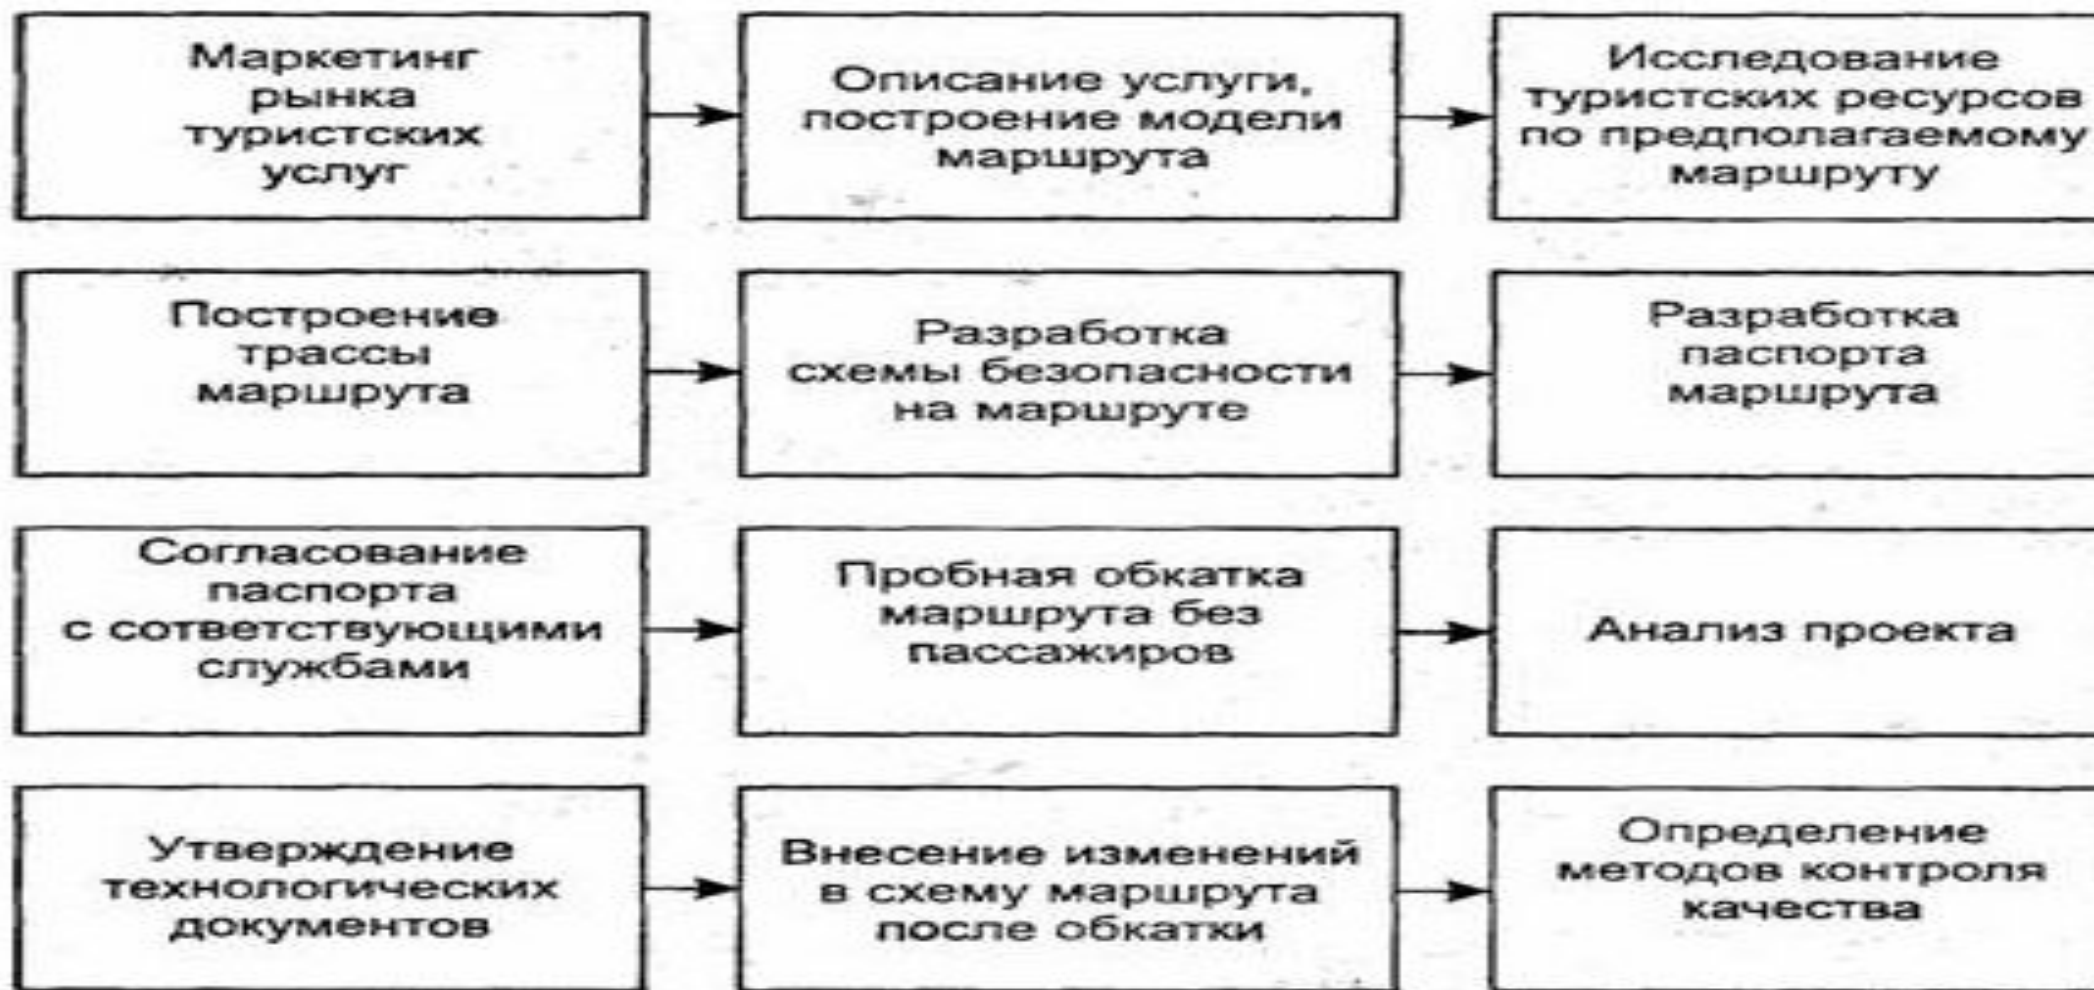 Маркетинг
рынка
туристских
услуг
Описание услуги,
построение модели
маршрута
Исследование
туристских ресурсов
по предполагаемому
маршруту
Построение
трассы
маршрута
Разработка
схемы безопасности
на маршруте
Разработка
паспорта
маршрута
Согласование
паспорта
с сответствующими
службами
Пробная обкатка
маршрута без
пассажиров
Анализ проекта
Утверждение
технологических
документов
Внесение изменений
в схему маршрута
после обкатки
Определение
методов контроля
качества